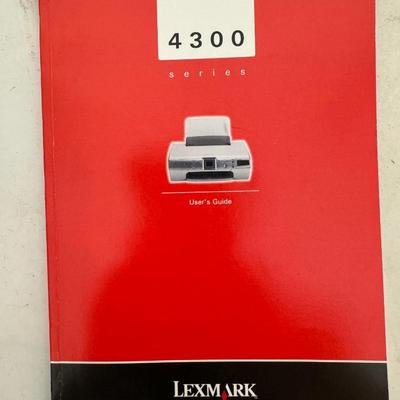 4300
series
User's Guide
LEXMARK